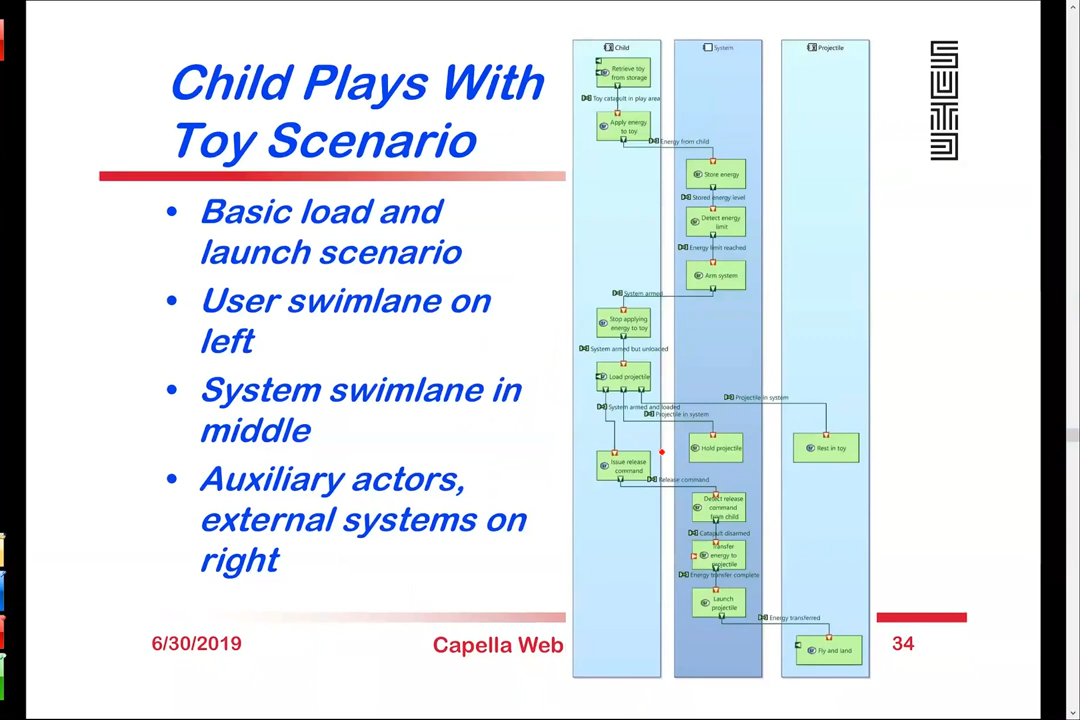 Child Plays With
Toy Scenario
• Basic load and
launch scenario
• User swimlane on
left
• System swimlane in
middle
• Auxiliary actors,
external systems on
right
6/30/2019
Capella Web
34
Child
Retrieve toy
from storage
Toy catapult in play area
Apply energy
to toy
Energy from child
System armed
Stop applying
energy to toy
System armed but unloaded
Load projectile
System armed and loaded
Projectile in system
Projectile in system
Issue release
command
Release command
System
Store energy
Stored energy level
Detect energy
limit
Energy limit reached
Arm system
Hold projectile
Detect release
command
from child
Catapult disarmed
Transfer
energy to
projectile
Energy transfer complete
Launch
projectile
Energy transferred
Projectile
Rest in toy
Fly and land